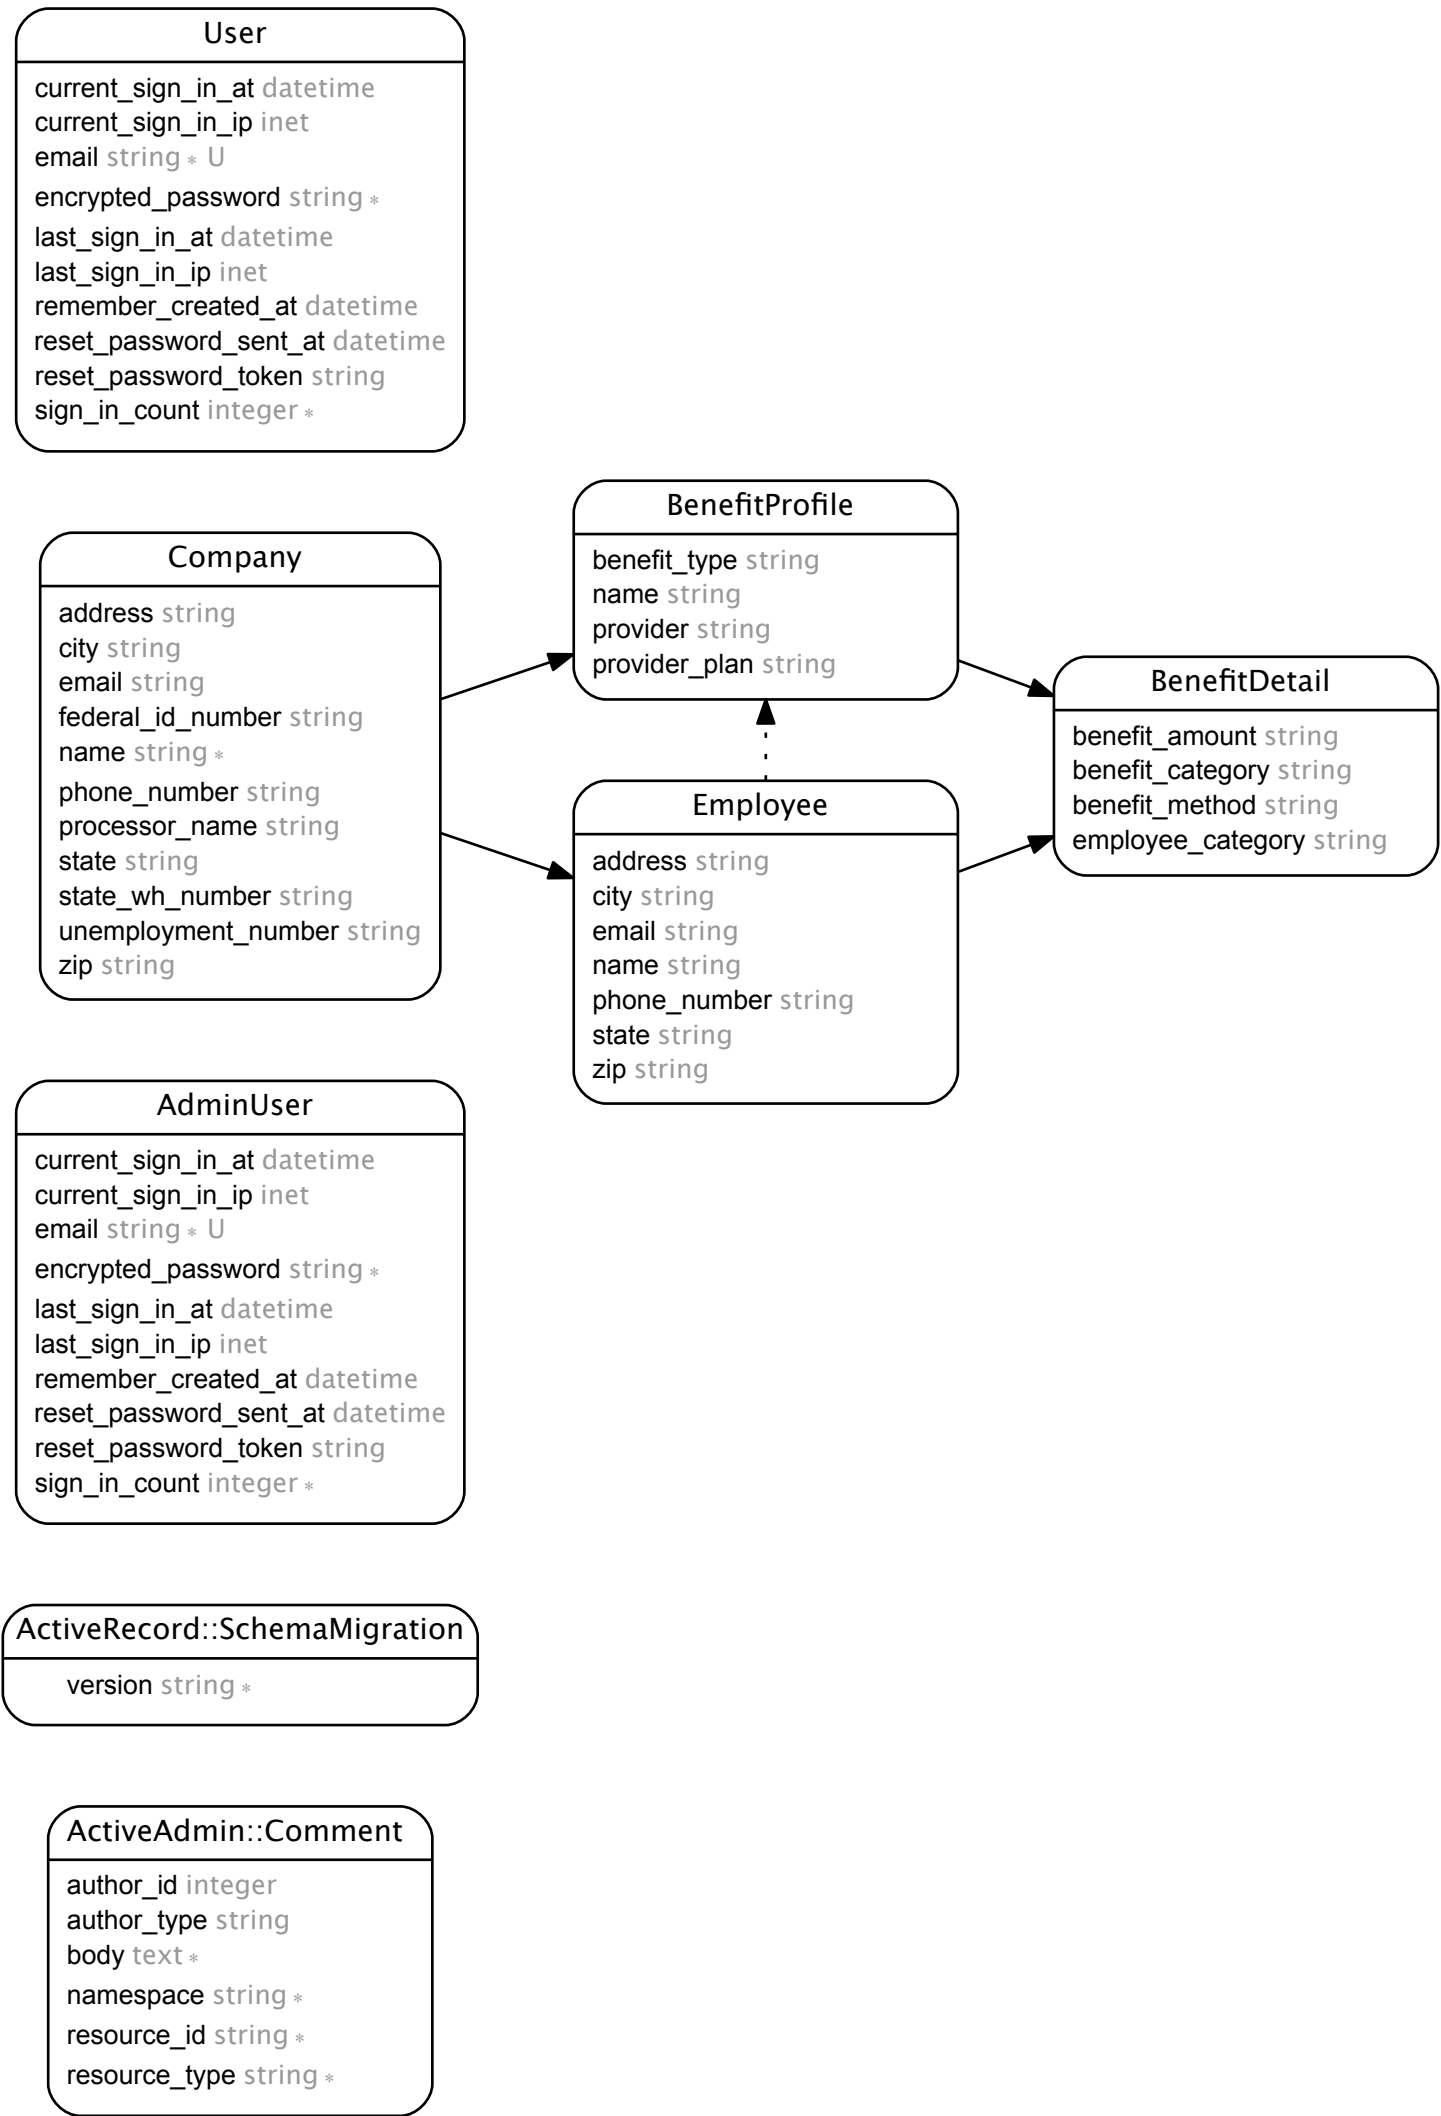 User
current_sign_in_at datetime
current_sign_in_ip inet
email string * U
encrypted_password string *
last_sign_in_at datetime
last_sign_in_ip inet
remember_created_at datetime
reset_password_sent_at datetime
reset_password_token string
sign_in_count integer *
Company
address string
city string
email string
federal_id_number string
name string *
phone_number string
processor_name string
state string
state_wh_number string
unemployment_number string
zip string
BenefitProfile
benefit_type string
name string
provider string
provider_plan string
Employee
address string
city string
email string
name string
phone_number string
state string
zip string
BenefitDetail
benefit_amount string
benefit_category string
benefit_method string
employee_category string
AdminUser
current_sign_in_at datetime
current_sign_in_ip inet
email string * U
encrypted_password string *
last_sign_in_at datetime
last_sign_in_ip inet
remember_created_at datetime
reset_password_sent_at datetime
reset_password_token string
sign_in_count integer *
ActiveRecord::SchemaMigration
version string *
ActiveAdmin::Comment
author_id integer
author_type string
body text *
namespace string *
resource_id string *
resource_type string *